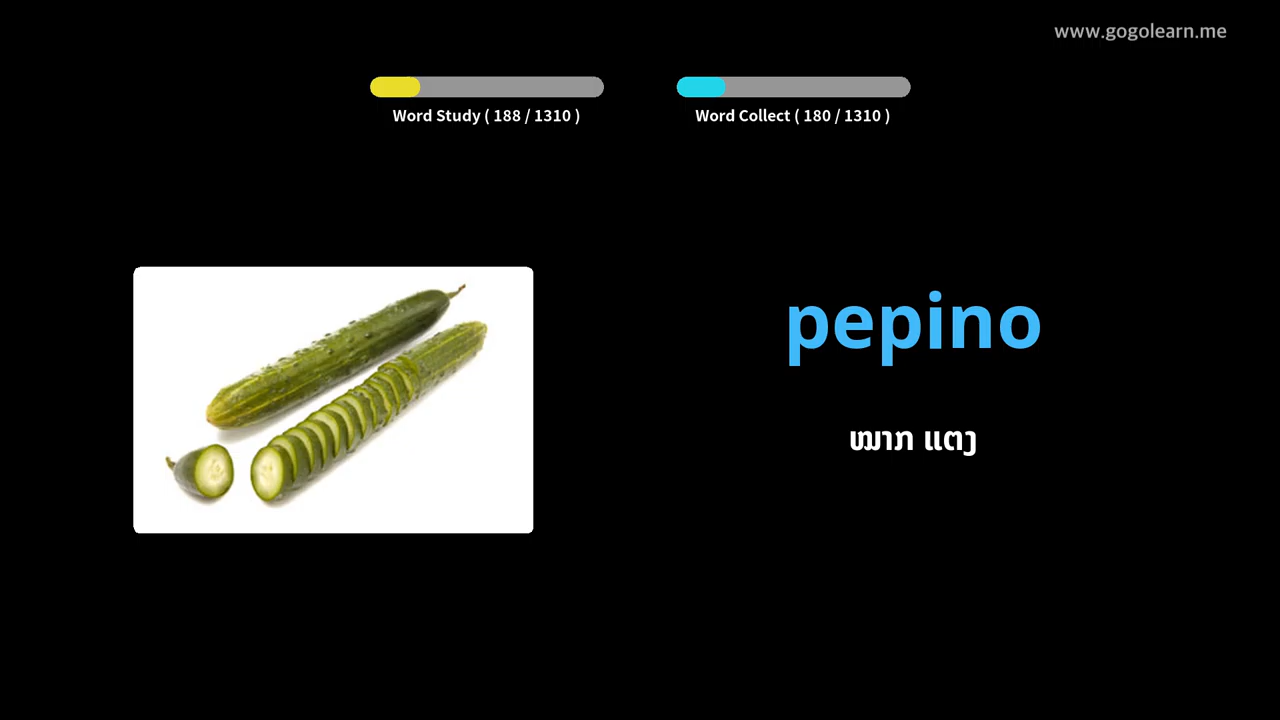 www.gogolearn.me
Word Study ( 188 / 1310 )
Word Collect ( 180 / 1310 )
pepino
ໝາກ ແຕງ